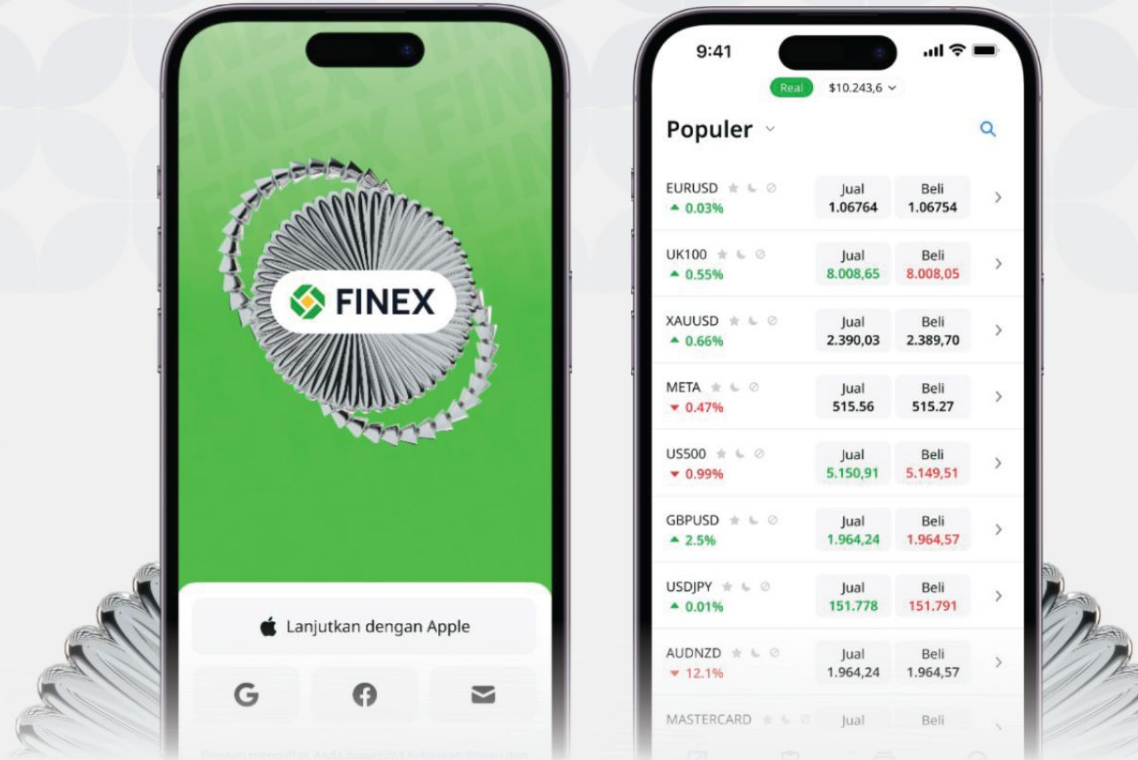 FINEX
Lanjutkan dengan Apple
9:41
Real $10.243,6
Populer
EURUSD Jual Beli
0.03% 1.06764 1.06754
UK100 Jual Beli
0.55% 8.008,65 8.008,05
XAUUSD Jual Beli
0.66% 2.390,03 2.389,70
META Jual Beli
0.47% 515.56 515.27
US500 Jual Beli
0.99% 5.150,91 5.149,51
GBPUSD Jual Beli
2.5% 1.964,24 1.964,57
USDJPY Jual Beli
0.01% 151.778 151.791
AUDNZD Jual Beli
12.1% 1.964,24 1.964,57
MASTERCARD Jual Beli